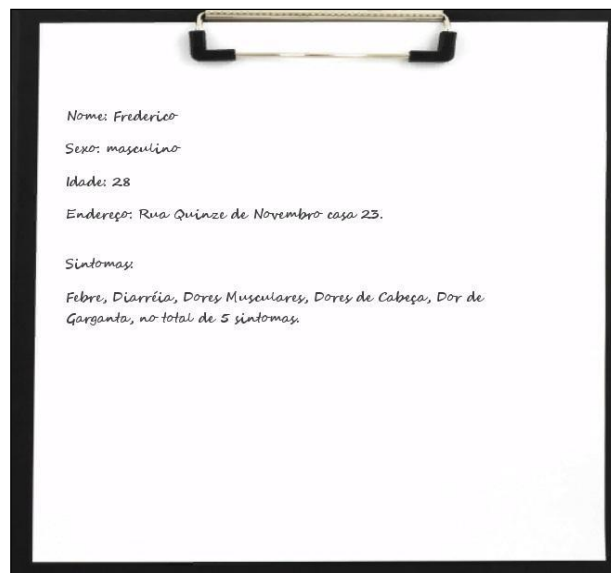 Nome: Frederico
Sexo: masculino
Idade: 28
Endereço: Rua Quinze de Novembro casa 23.
Sintomas:
Febre, Diarréia, Dores Musculares, Dores de Cabeça, Dor de
Garganta, no total de 5 sintomas.